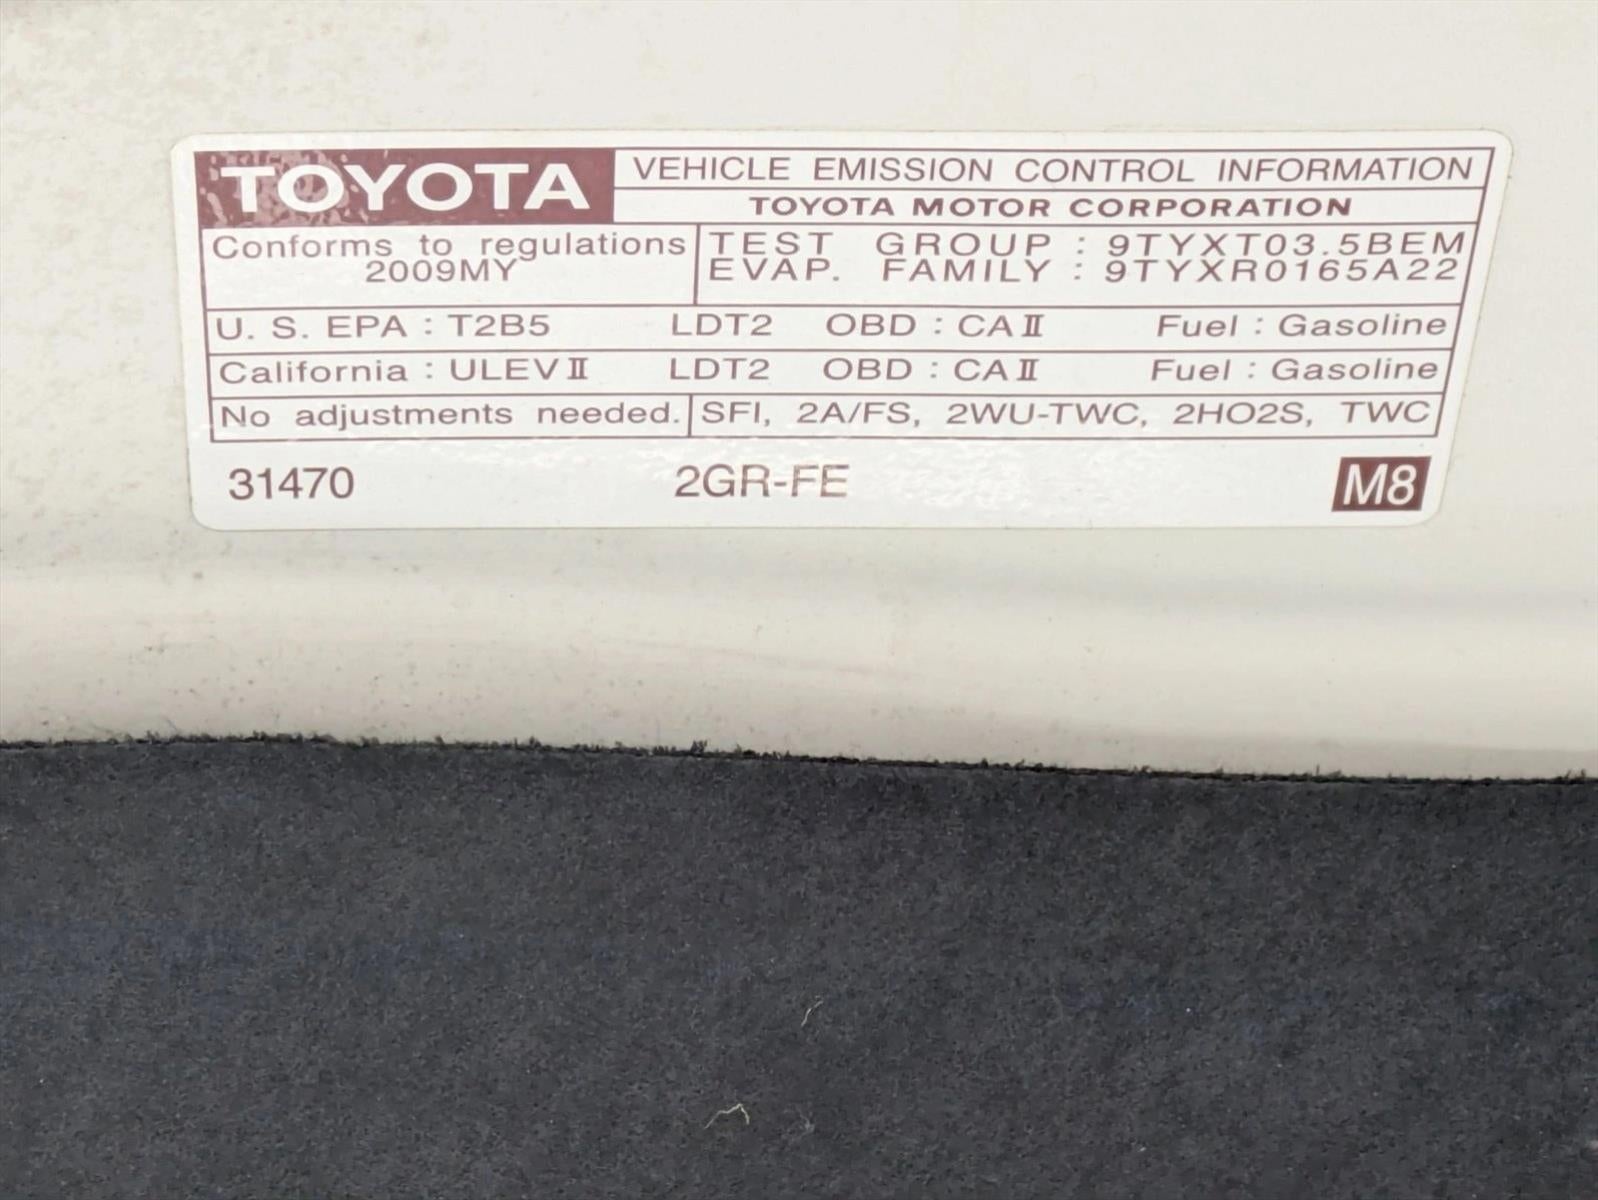 TOYOTA
VEHICLE EMISSION CONTROL INFORMATION
TOYOTA MOTOR CORPORATION
Conforms to regulations
2009MY
TEST GROUP : 9TYXT03.5BEM
EVAP. FAMILY : 9TYXR0165A22
U. S. EPA : T2B5 LDT2 OBD : CAⅡ Fuel : Gasoline
California : ULEVⅡ LDT2 OBD : CAⅡ Fuel : Gasoline
No adjustments needed. SFI, 2A/FS, 2WU-TWC, 2HO2S, TWC
31470 2GR-FE M8